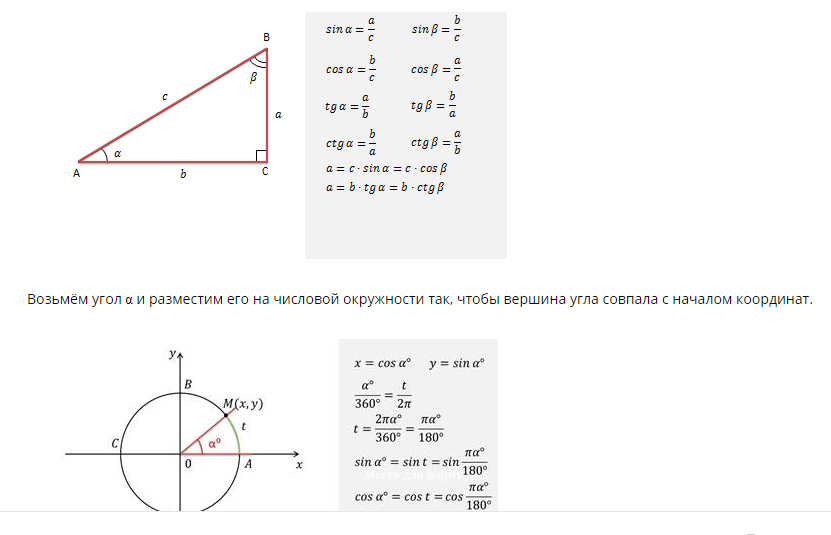 B
β
c
a
α
A
b
C
sin α = a/c    sin β = b/c
cos α = b/c    cos β = a/c
tg α = a/b    tg β = b/a
ctg α = b/a    ctg β = a/b
a = c · sin α = c · cos β
a = b · tg α = b · ctg β
Возьмём угол α и разместим его на числовой окружности так, чтобы вершина угла совпала с началом координат.
y
B
M(x, y)
t
C
α°
0
A
x
x = cos α°    y = sin α°
α°/360° = t/2π
t = 2πα°/360° = πα°/180°
sin α° = sin t = sin πα°/180°
cos α° = cos t = cos πα°/180°